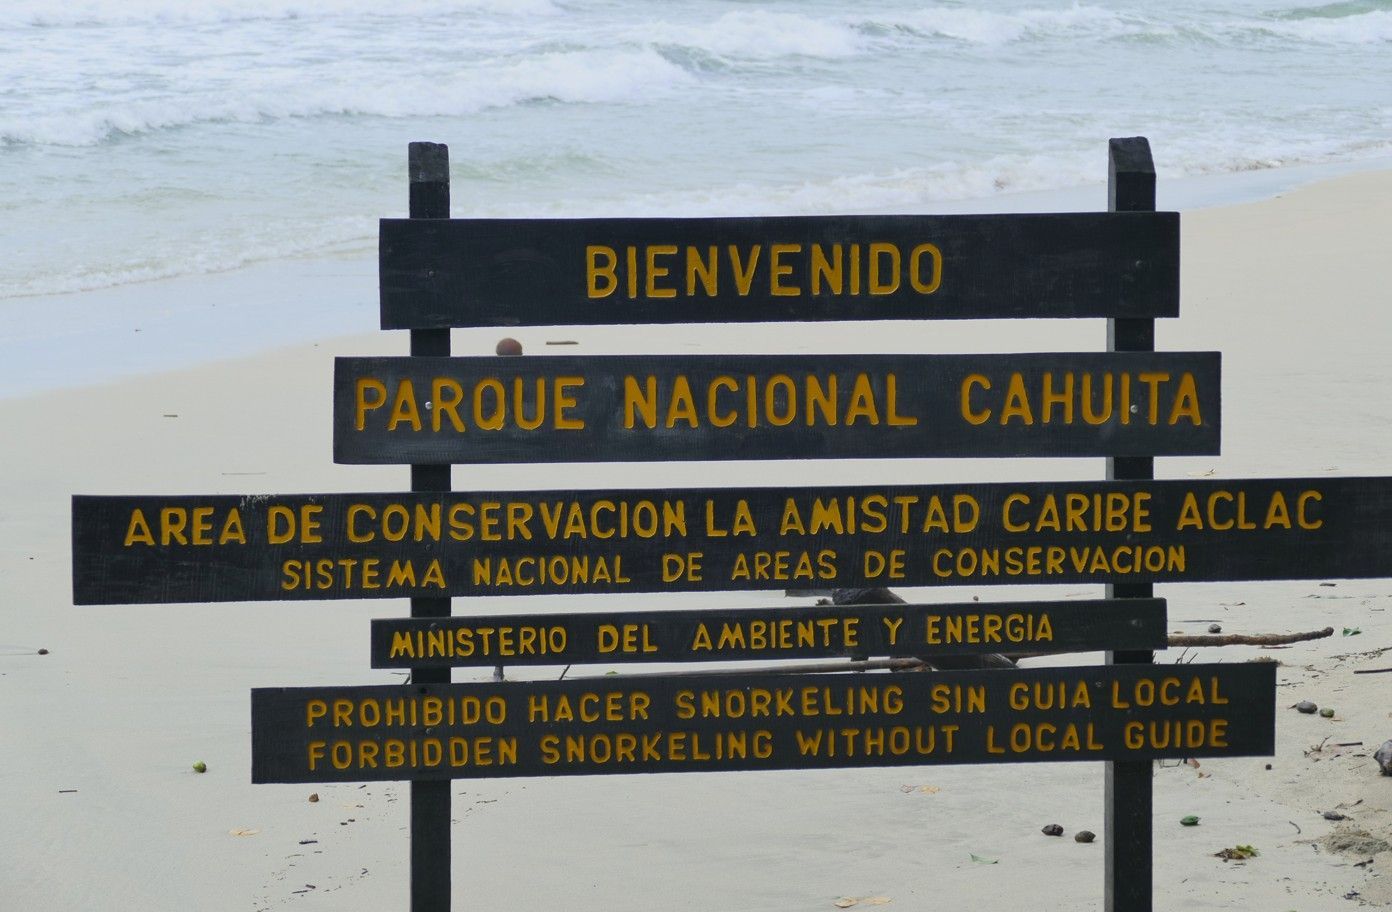 BIENVENIDO
PARQUE NACIONAL CAHUITA
AREA DE CONSERVACION LA AMISTAD CARIBE ACLAC
SISTEMA NACIONAL DE AREAS DE CONSERVACION
MINISTERIO DEL AMBIENTE Y ENERGIA
PROHIBIDO HACER SNORKELING SIN GUIA LOCAL
FORBIDDEN SNORKELING WITHOUT LOCAL GUIDE